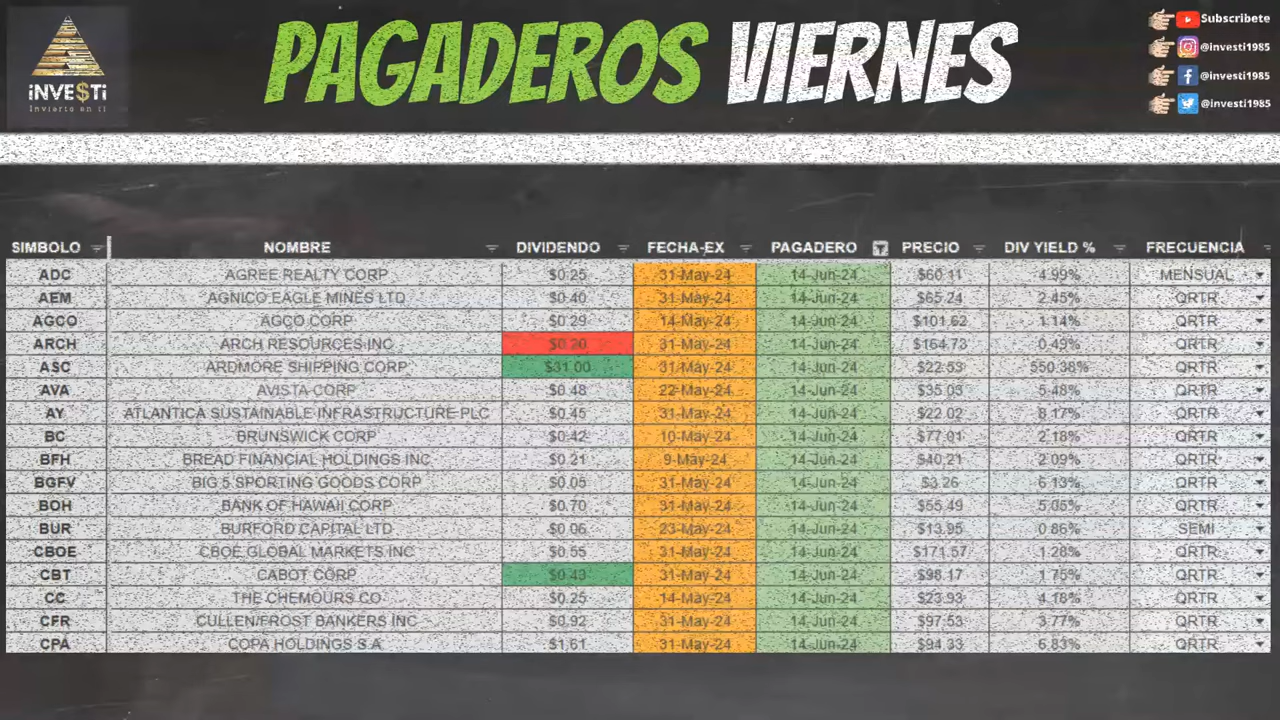 PAGADEROS VIERNES
INVE$Ti
Invierto en ti
Suscribete
@investi1985
@investi1985
@investi1985
SIMBOLO NOMBRE DIVIDENDO FECHA-EX PAGADERO PRECIO DIV YIELD % FRECUENCIA
ADC AGREE REALTY CORP $0.25 31-May-24 14-Jun-24 $60.11 4.99% MENSUAL
AEM AGNICO EAGLE MINES LTD $0.40 31-May-24 14-Jun-24 $65.24 2.45% QRTR
AGCO AGCO CORP $0.29 14-May-24 14-Jun-24 $101.62 1.14% QRTR
ARCH ARCH RESOURCES INC $0.20 31-May-24 14-Jun-24 $164.73 0.49% QRTR
ASC ARDMORE SHIPPING CORP $31.00 31-May-24 14-Jun-24 $22.53 550.38% QRTR
AVA AVISTA CORP $0.48 22-May-24 14-Jun-24 $35.03 5.48% QRTR
AY ATLANTICA SUSTAINABLE INFRASTRUCTURE PLC $0.45 31-May-24 14-Jun-24 $22.02 8.17% QRTR
BC BRUNSWICK CORP $0.42 10-May-24 14-Jun-24 $77.01 2.18% QRTR
BFH BREAD FINANCIAL HOLDINGS INC $0.21 9-May-24 14-Jun-24 $40.21 2.09% QRTR
BGFV BIG 5 SPORTING GOODS CORP $0.05 31-May-24 14-Jun-24 $3.26 6.13% QRTR
BOH BANK OF HAWAII CORP $0.70 31-May-24 14-Jun-24 $55.49 5.05% QRTR
BUR BURFORD CAPITAL LTD $0.06 23-May-24 14-Jun-24 $13.95 0.86% SEMI
CBOE CBOE GLOBAL MARKETS INC $0.55 31-May-24 14-Jun-24 $171.57 1.28% QRTR
CBT CABOT CORP $0.43 31-May-24 14-Jun-24 $98.17 1.75% QRTR
CC THE CHEMOURS CO $0.25 14-May-24 14-Jun-24 $23.93 4.18% QRTR
CFR CULLEN/FROST BANKERS INC $0.92 31-May-24 14-Jun-24 $97.53 3.77% QRTR
CPA COPA HOLDINGS S.A $1.61 31-May-24 14-Jun-24 $94.33 6.83% QRTR